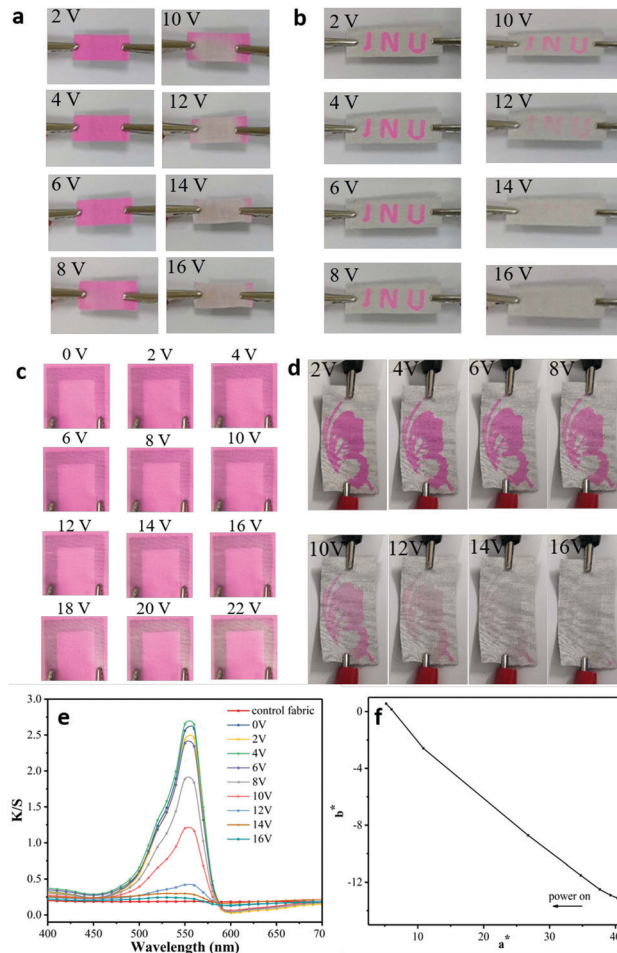 a
2 V
10 V
4 V
12 V
6 V
14 V
8 V
16 V
b
2 V
JNU
10 V
JNU
4 V
JNU
12 V
JNU
6 V
JNU
14 V
8 V
JNU
16 V
c
0 V
2 V
4 V
6 V
8 V
10 V
12 V
14 V
16 V
18 V
20 V
22 V
d
2V
4V
6V
8V
10V
12V
14V
16V
e
3.0
2.5
2.0
1.5
1.0
0.5
0.0
K/S
control fabric
0V
2V
4V
6V
8V
10V
12V
14V
16V
400
450
500
550
600
650
70
Wavelength (nm)
f
0
-4
-8
-12
b*
power on
10
20
30
40
a*